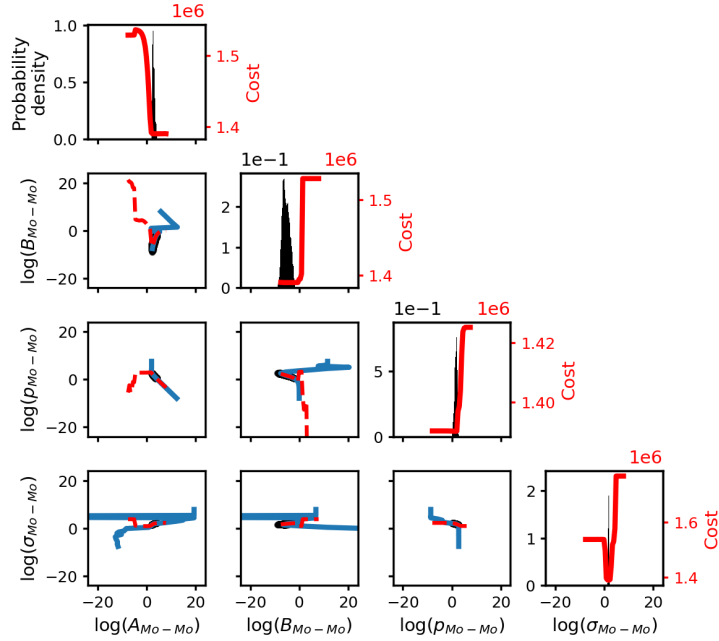 1e6
1.0
1.5
0.5
1.4
0.0
Probability
density
Cost
1e−1
1e6
20
0
−20
log(B_{Mo−Mo})
2
1
0
1.5
1.4
Cost
1e−1
1e6
20
0
−20
log(p_{Mo−Mo})
5
0
1.42
1.40
Cost
1e6
20
0
−20
log(σ_{Mo−Mo})
2
1
0
1.6
1.4
Cost
−20 0 20
−20 0 20
−20 0 20
−20 0 20
log(A_{Mo−Mo})
log(B_{Mo−Mo})
log(p_{Mo−Mo})
log(σ_{Mo−Mo})